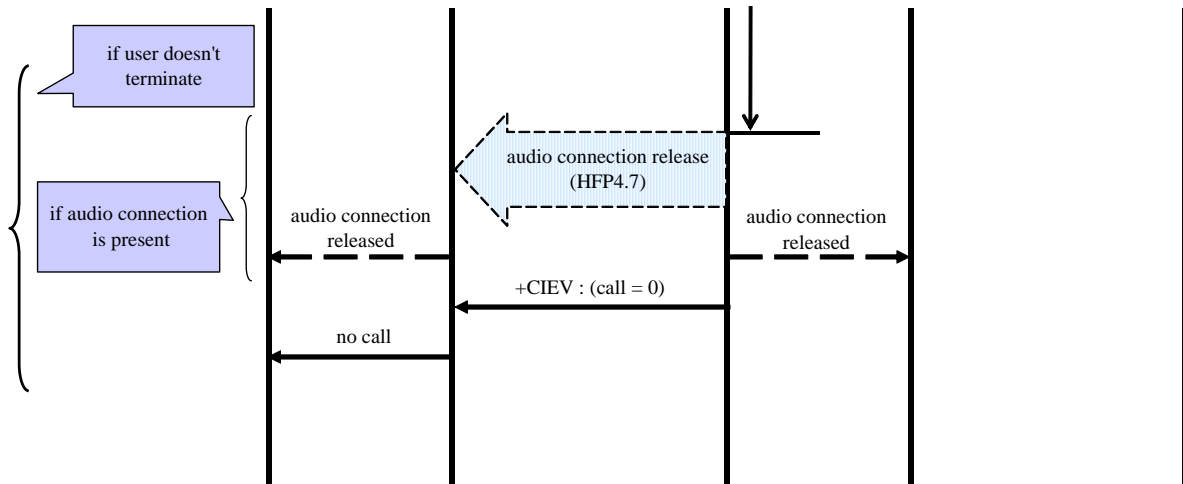 if user doesn't
terminate
audio connection release
(HFP4.7)
if audio connection
is present
audio connection
released
audio connection
released
+CIEV : (call = 0)
no call